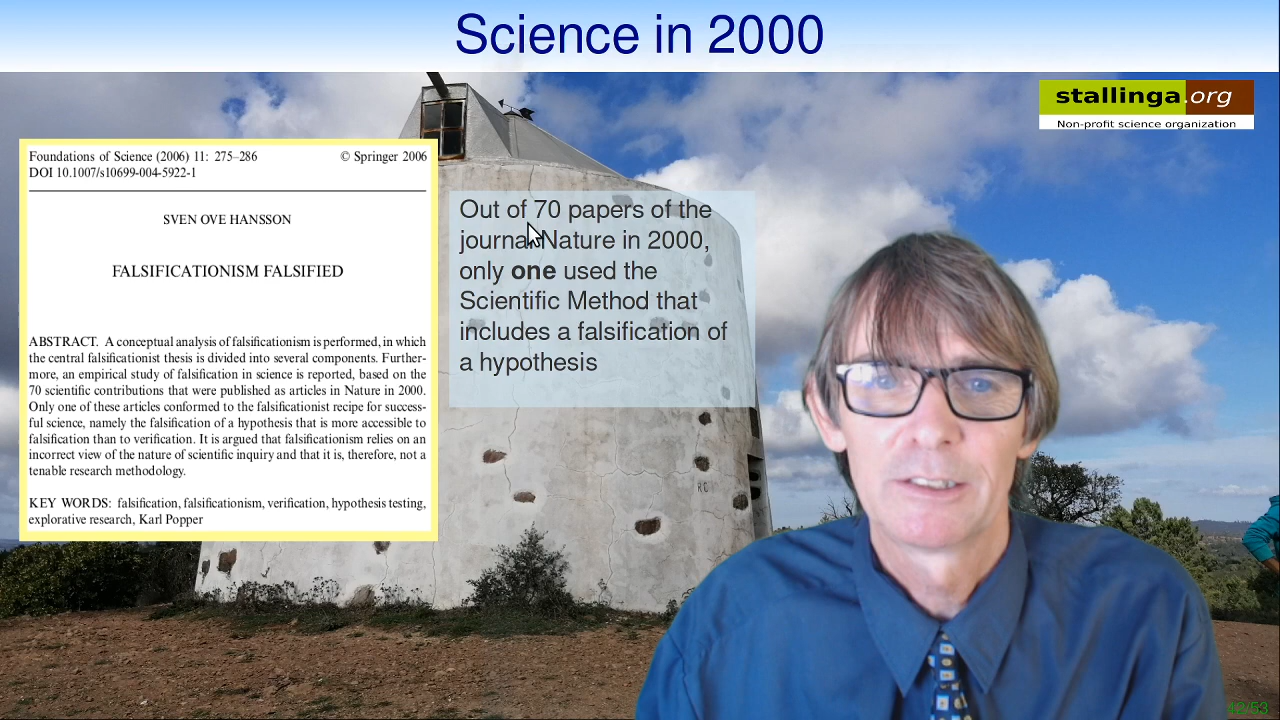 Science in 2000
stallinga.org
Non-profit science organization
Foundations of Science (2006) 11: 275–286
© Springer 2006
DOI 10.1007/s10699-004-5922-1
SVEN OVE HANSSON
FALSIFICATIONISM FALSIFIED
ABSTRACT. A conceptual analysis of falsificationism is performed, in which
the central falsificationist thesis is divided into several components. Further-
more, an empirical study of falsification in science is reported, based on the
70 scientific contributions that were published as articles in Nature in 2000.
Only one of these articles conformed to the falsificationist recipe for success-
ful science, namely the falsification of a hypothesis that is more accessible to
falsification than to verification. It is argued that falsificationism relies on an
incorrect view of the nature of scientific inquiry and that it is, therefore, not a
tenable research methodology.
KEY WORDS: falsification, falsificationism, verification, hypothesis testing,
explorative research, Karl Popper
Out of 70 papers of the
journal Nature in 2000,
only one used the
Scientific Method that
includes a falsification of
a hypothesis
12/53